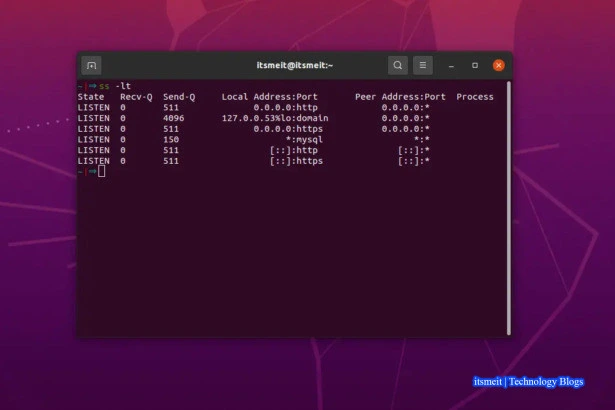 itsmeit@itsmeit:~
~|⇒ ss -lt
State Recv-Q Send-Q Local Address:Port Peer Address:Port Process
LISTEN 0 511 0.0.0.0:http 0.0.0.0:*
LISTEN 0 4096 127.0.0.53%lo:domain 0.0.0.0:*
LISTEN 0 511 0.0.0.0:https 0.0.0.0:*
LISTEN 0 150 *:mysql *:*
LISTEN 0 511 [::]:http [::]:*
LISTEN 0 511 [::]:https [::]:*
~|⇒
itsmeit | Technology Blogs